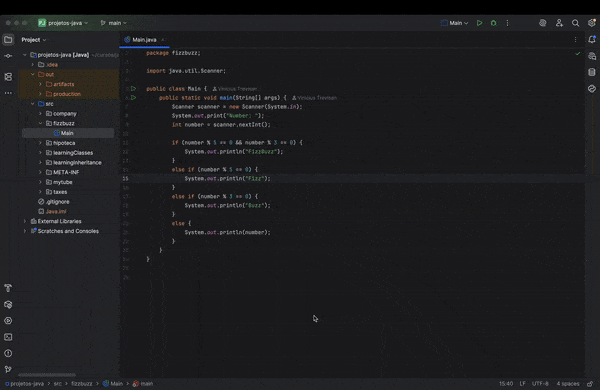 PJ projetos-java main Main
Project Main.java
projetos-java [Java]
.idea
out
artifacts
production
src
company
fizzbuzz
Main
hipoteca
learningClasses
learningInheritance
META-INF
mytube
taxes
.gitignore
Java.iml
External Libraries
Scratches and Consoles
package fizzbuzz;
import java.util.Scanner;
public class Main { Vinicius Trevisan
public static void main(String[] args) { Vinicius Trevisan
Scanner scanner = new Scanner(System.in);
System.out.print("Number: ");
int number = scanner.nextInt();
if (number % 5 == 0 && number % 3 == 0) {
System.out.println("FizzBuzz");
}
else if (number % 5 == 0) {
15 System.out.println("Fizz");
}
else if (number % 3 == 0) {
System.out.println("Buzz");
}
else {
System.out.println(number);
}
}
}
projetos-java > src > fizzbuzz > Main > main 15:40 LF UTF-8 4 spaces